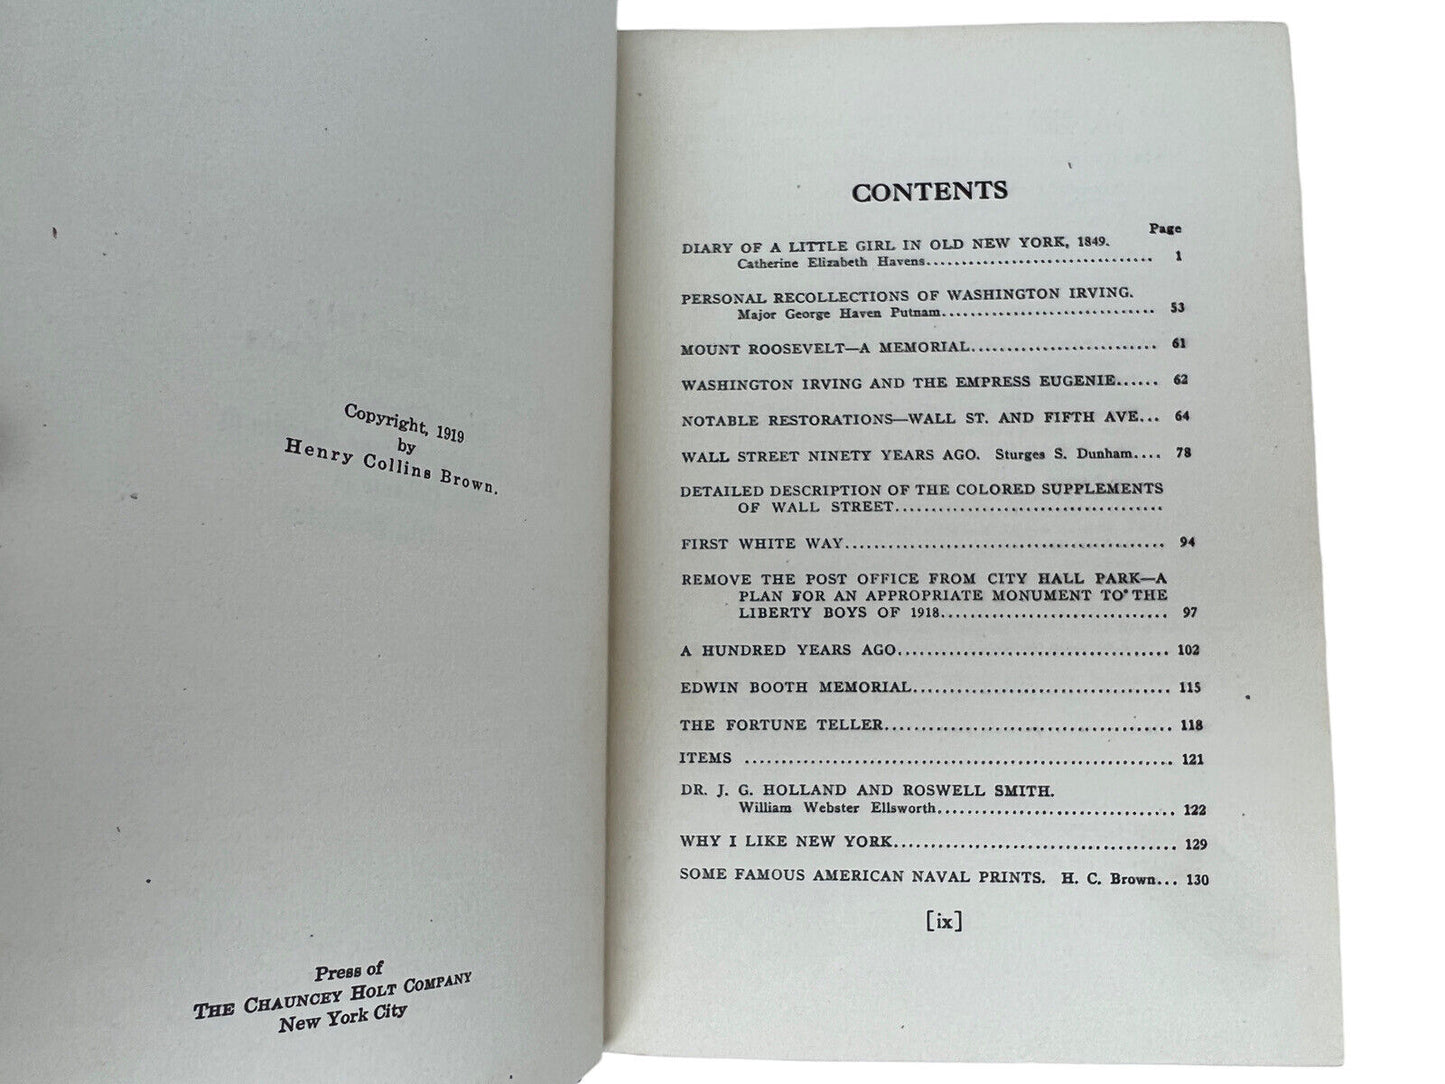 Copyright, 1919
by
Henry Collins Brown.
Press of
THE CHAUNCEY HOLT COMPANY
New York City
CONTENTS
Page
DIARY OF A LITTLE GIRL IN OLD NEW YORK, 1849.
Catherine Elizabeth Havens................................ 1
PERSONAL RECOLLECTIONS OF WASHINGTON IRVING.
Major George Haven Putnam.............................. 53
MOUNT ROOSEVELT—A MEMORIAL.......................... 61
WASHINGTON IRVING AND THE EMPRESS EUGENIE...... 62
NOTABLE RESTORATIONS—WALL ST. AND FIFTH AVE... 64
WALL STREET NINETY YEARS AGO. Sturges S. Dunham.... 78
DETAILED DESCRIPTION OF THE COLORED SUPPLEMENTS
OF WALL STREET......................................
FIRST WHITE WAY............................................. 94
REMOVE THE POST OFFICE FROM CITY HALL PARK—A
PLAN FOR AN APPROPRIATE MONUMENT TO THE
LIBERTY BOYS OF 1918................................ 97
A HUNDRED YEARS AGO...................................... 102
EDWIN BOOTH MEMORIAL.................................... 115
THE FORTUNE TELLER........................................ 118
ITEMS ............................................................ 121
DR. J. G. HOLLAND AND ROSWELL SMITH.
William Webster Ellsworth.................................. 122
WHY I LIKE NEW YORK....................................... 129
SOME FAMOUS AMERICAN NAVAL PRINTS. H. C. Brown... 130
[ix]